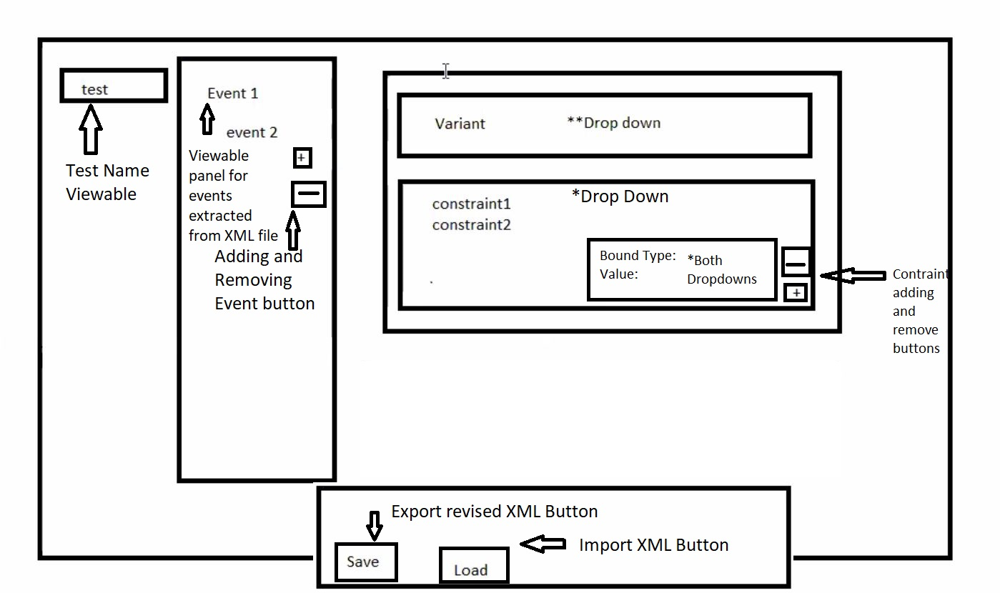 test
Test Name
Viewable
Event 1
event 2
Viewable
panel for
events
extracted
from XML file
+
Adding and
Removing
Event button
Variant
**Drop down
constraint1
constraint2
*Drop Down
Bound Type:
Value:
*Both
Dropdowns
+
Contraint
adding
and
remove
buttons
Export revised XML Button
Import XML Button
Save
Load